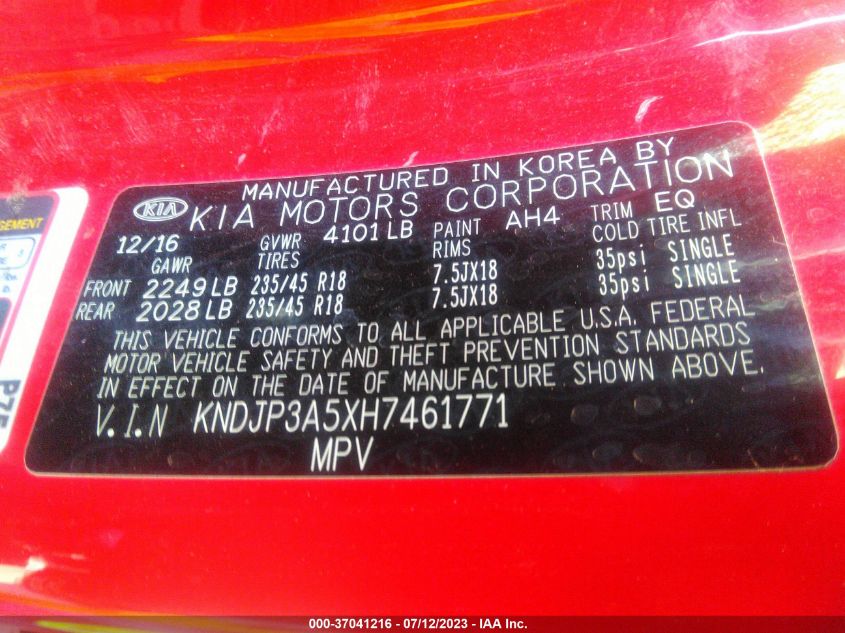 MANUFACTURED IN KOREA BY
KIA KIA MOTORS CORPORATION
12/16 GVWR 4101 LB PAINT AH4 TRIM EQ
GAWR TIRES RIMS COLD TIRE INFL
FRONT 2249 LB 235/45 R18 7.5JX18 35psi SINGLE
REAR 2028 LB 235/45 R18 7.5JX18 35psi SINGLE
THIS VEHICLE CONFORMS TO ALL APPLICABLE U.S.A. FEDERAL
MOTOR VEHICLE SAFETY AND THEFT PREVENTION STANDARDS
IN EFFECT ON THE DATE OF MANUFACTURE SHOWN ABOVE.
V.I.N KNDJP3A5XH7461771
MPV
000-37041216 - 07/12/2023 - IAA Inc.